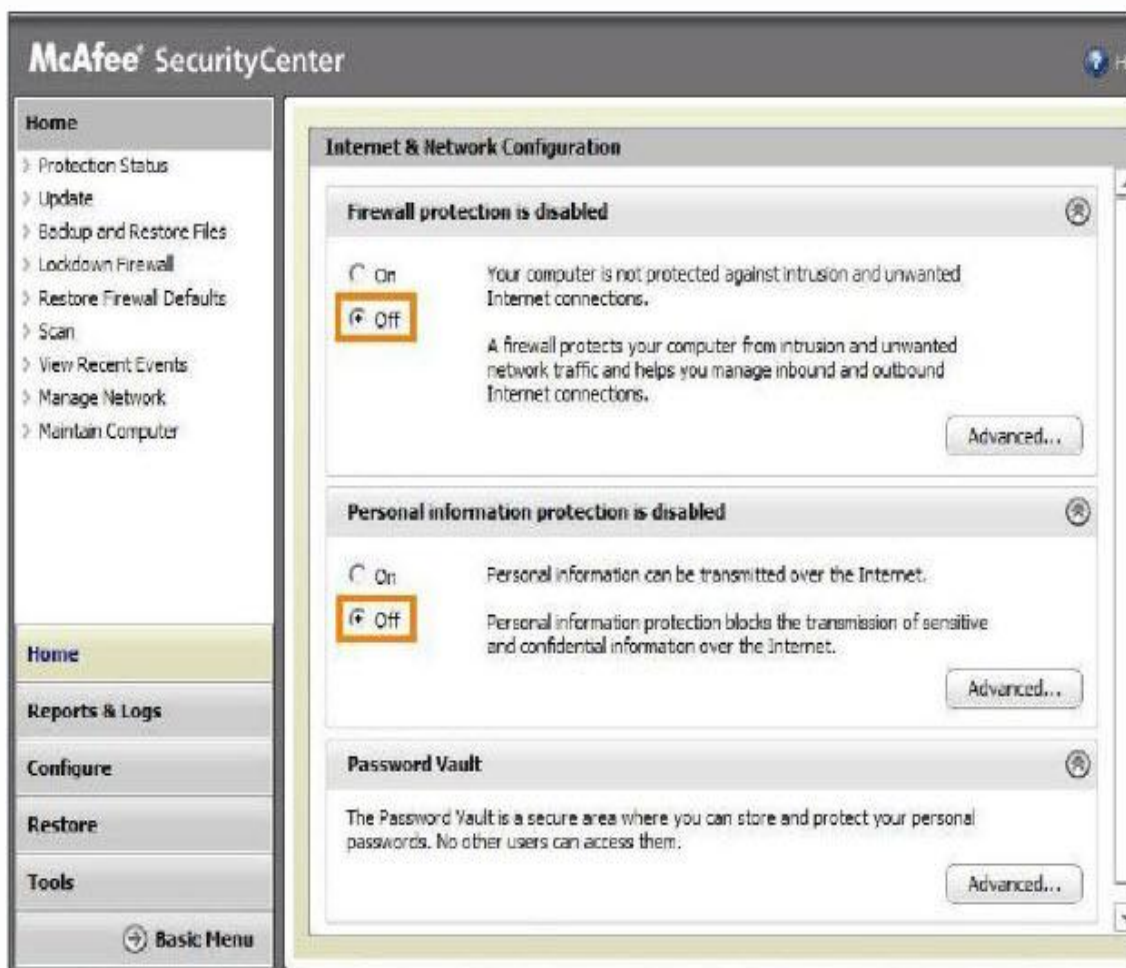 McAfee® SecurityCenter
Home
Protection Status
Update
Backup and Restore Files
Lockdown Firewall
Restore Firewall Defaults
Scan
View Recent Events
Manage Network
Maintain Computer
Home
Reports & Logs
Configure
Restore
Tools
Basic Menu
Internet & Network Configuration
Firewall protection is disabled
On
Off
Your computer is not protected against intrusion and unwanted
Internet connections.
A firewall protects your computer from intrusion and unwanted
network traffic and helps you manage inbound and outbound
Internet connections.
Advanced...
Personal information protection is disabled
On
Off
Personal information can be transmitted over the Internet.
Personal information protection blocks the transmission of sensitive
and confidential information over the Internet.
Advanced...
Password Vault
The Password Vault is a secure area where you can store and protect your personal
passwords. No other users can access them.
Advanced...